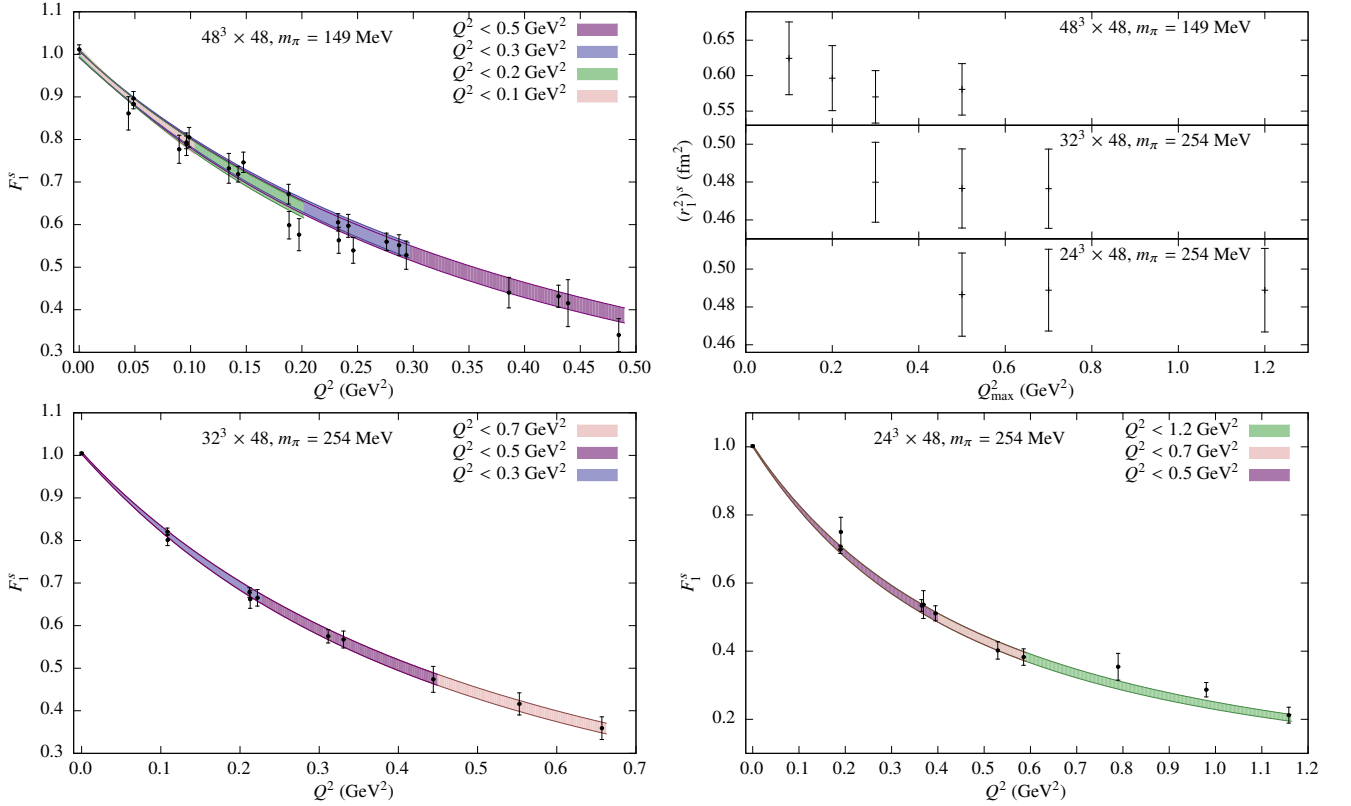 1.1
1.0
0.9
0.8
0.7
0.6
0.5
0.4
0.3
F₁ˢ
48³ × 48, mπ = 149 MeV
Q² < 0.5 GeV²
Q² < 0.3 GeV²
Q² < 0.2 GeV²
Q² < 0.1 GeV²
0.00 0.05 0.10 0.15 0.20 0.25 0.30 0.35 0.40 0.45 0.50
Q² (GeV²)
48³ × 48, mπ = 149 MeV
0.65
0.60
0.55
32³ × 48, mπ = 254 MeV
0.50
0.48
0.46
(r₁²)ˢ (fm²)
24³ × 48, mπ = 254 MeV
0.50
0.48
0.46
0.0 0.2 0.4 0.6 0.8 1.0 1.2
Q²max (GeV²)
1.1
1.0
0.9
0.8
0.7
0.6
0.5
0.4
0.3
F₁ˢ
32³ × 48, mπ = 254 MeV
Q² < 0.7 GeV²
Q² < 0.5 GeV²
Q² < 0.3 GeV²
0.0 0.1 0.2 0.3 0.4 0.5 0.6 0.7
Q² (GeV²)
1.0
0.8
0.6
0.4
0.2
F₁ˢ
24³ × 48, mπ = 254 MeV
Q² < 1.2 GeV²
Q² < 0.7 GeV²
Q² < 0.5 GeV²
0.0 0.1 0.2 0.3 0.4 0.5 0.6 0.7 0.8 0.9 1.0 1.1 1.2
Q² (GeV²)